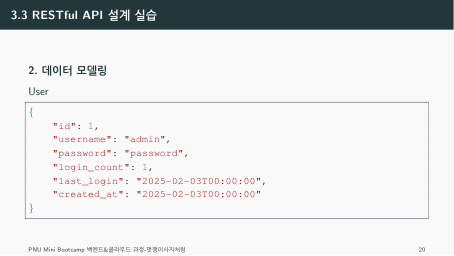 3.3 RESTful API 설계 실습
2. 데이터 모델링
User
{
    "id": 1,
    "username": "admin",
    "password": "password",
    "login_count": 1,
    "last_login": "2025-02-03T00:00:00",
    "created_at": "2025-02-03T00:00:00"
}
PNU Mini Bootcamp 백엔드&클라우드 과정-멋쟁이사자처럼
20